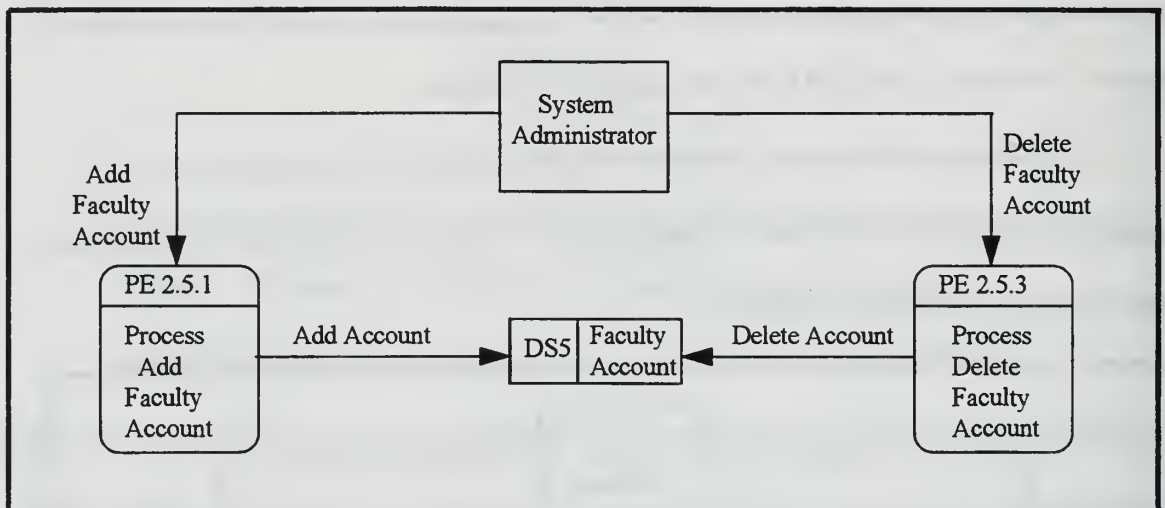 System
Administrator
Add
Faculty
Account
Delete
Faculty
Account
PE 2.5.1
Process
Add
Faculty
Account
Add Account
DS5
Faculty
Account
Delete Account
PE 2.5.3
Process
Delete
Faculty
Account